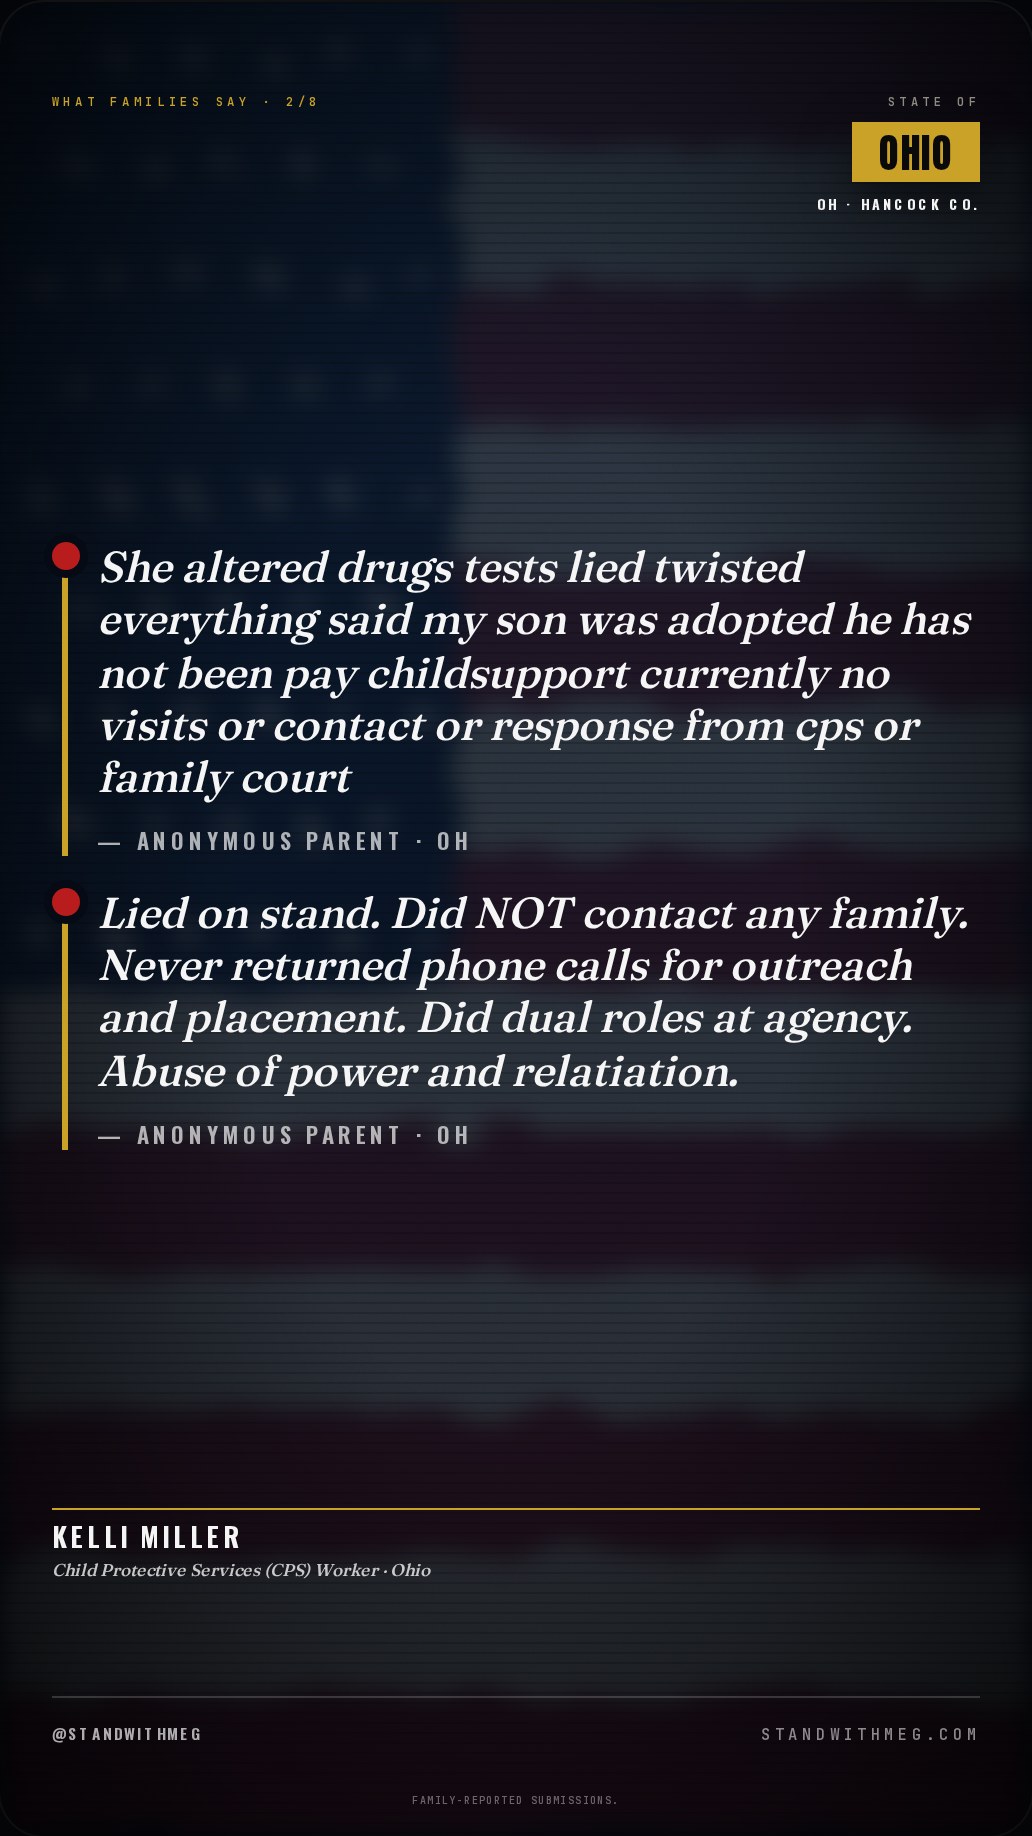 WHAT FAMILIES SAY · 2/8
STATE OF
OHIO
OH · HANCOCK CO.
She altered drugs tests lied twisted
everything said my son was adopted he has
not been pay childsupport currently no
visits or contact or response from cps or
family court
— ANONYMOUS PARENT · OH
Lied on stand. Did NOT contact any family.
Never returned phone calls for outreach
and placement. Did dual roles at agency.
Abuse of power and relatiation.
— ANONYMOUS PARENT · OH
KELLI MILLER
Child Protective Services (CPS) Worker · Ohio
@STANDWITHMEG
STANDWITHMEG.COM
FAMILY-REPORTED SUBMISSIONS.